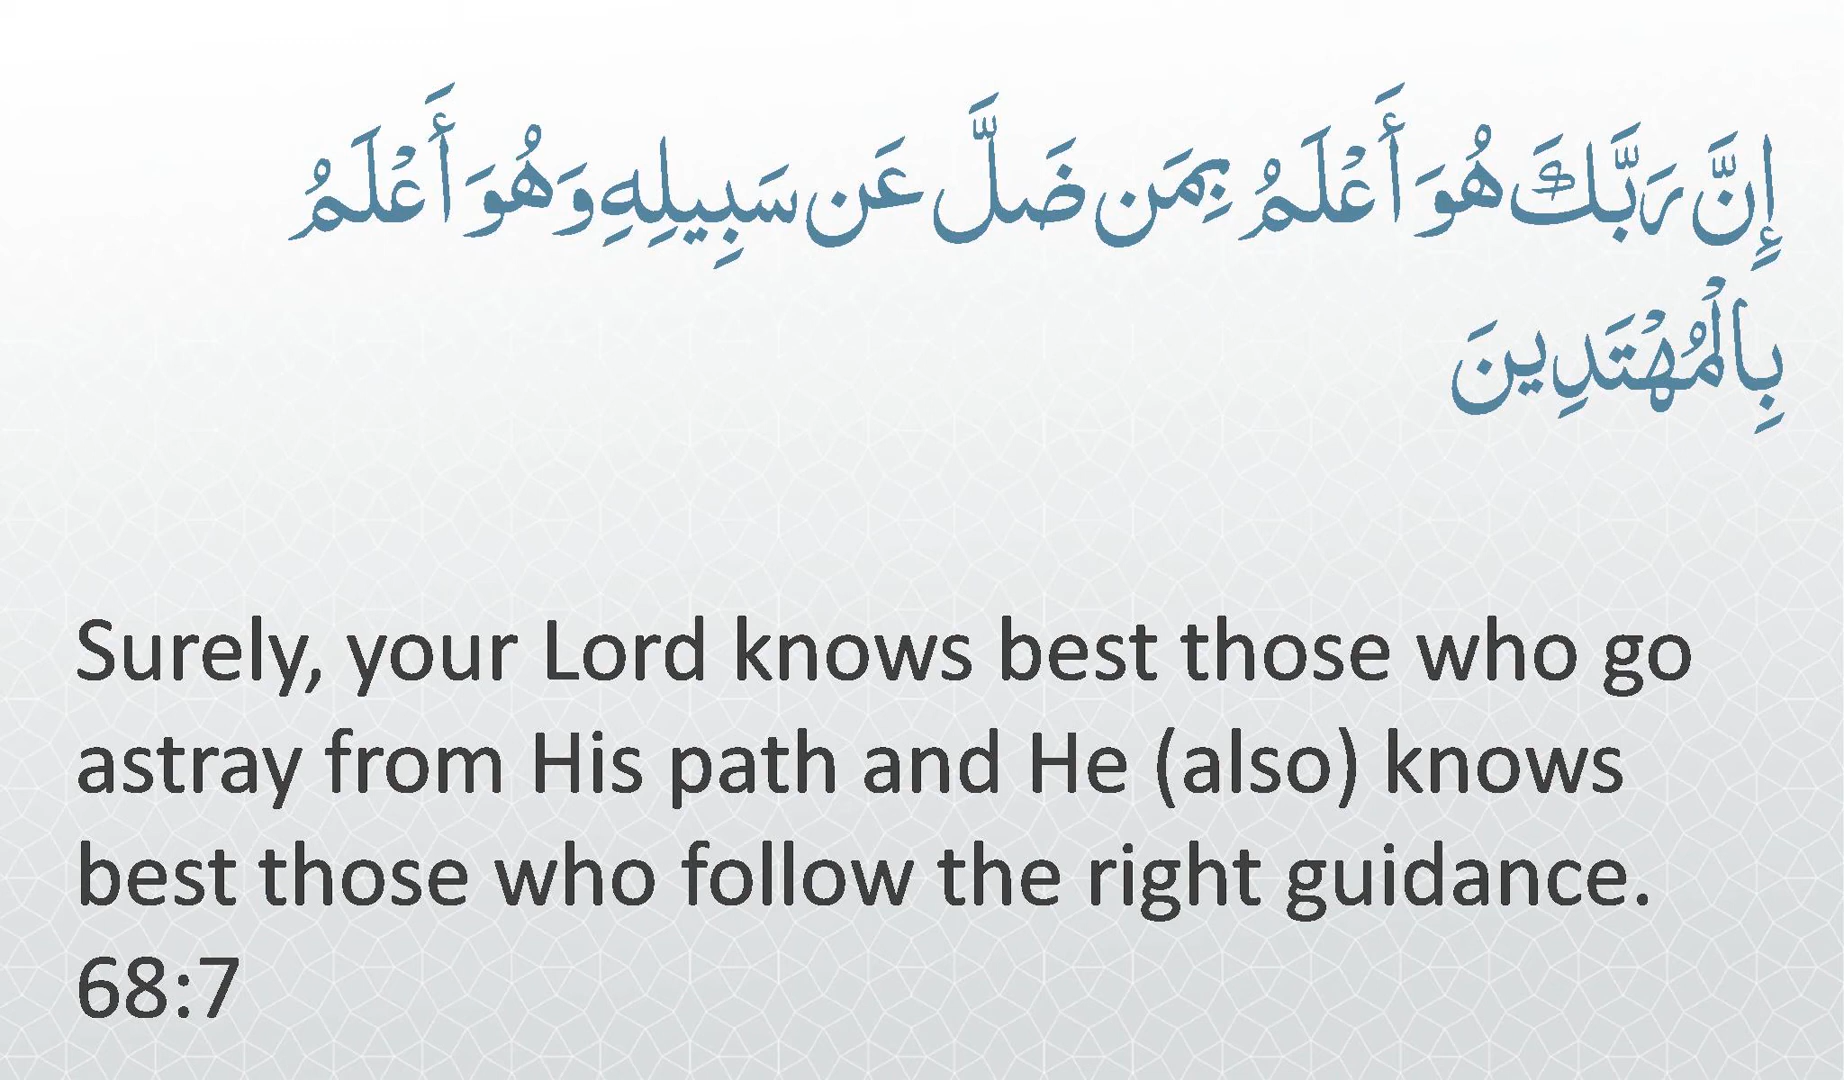 إِنَّ رَبَّكَ هُوَ أَعْلَمُ بِمَن ضَلَّ عَن سَبِيلِهِ وَهُوَ أَعْلَمُ
بِالْمُهْتَدِينَ
Surely, your Lord knows best those who go
astray from His path and He (also) knows
best those who follow the right guidance.
68:7